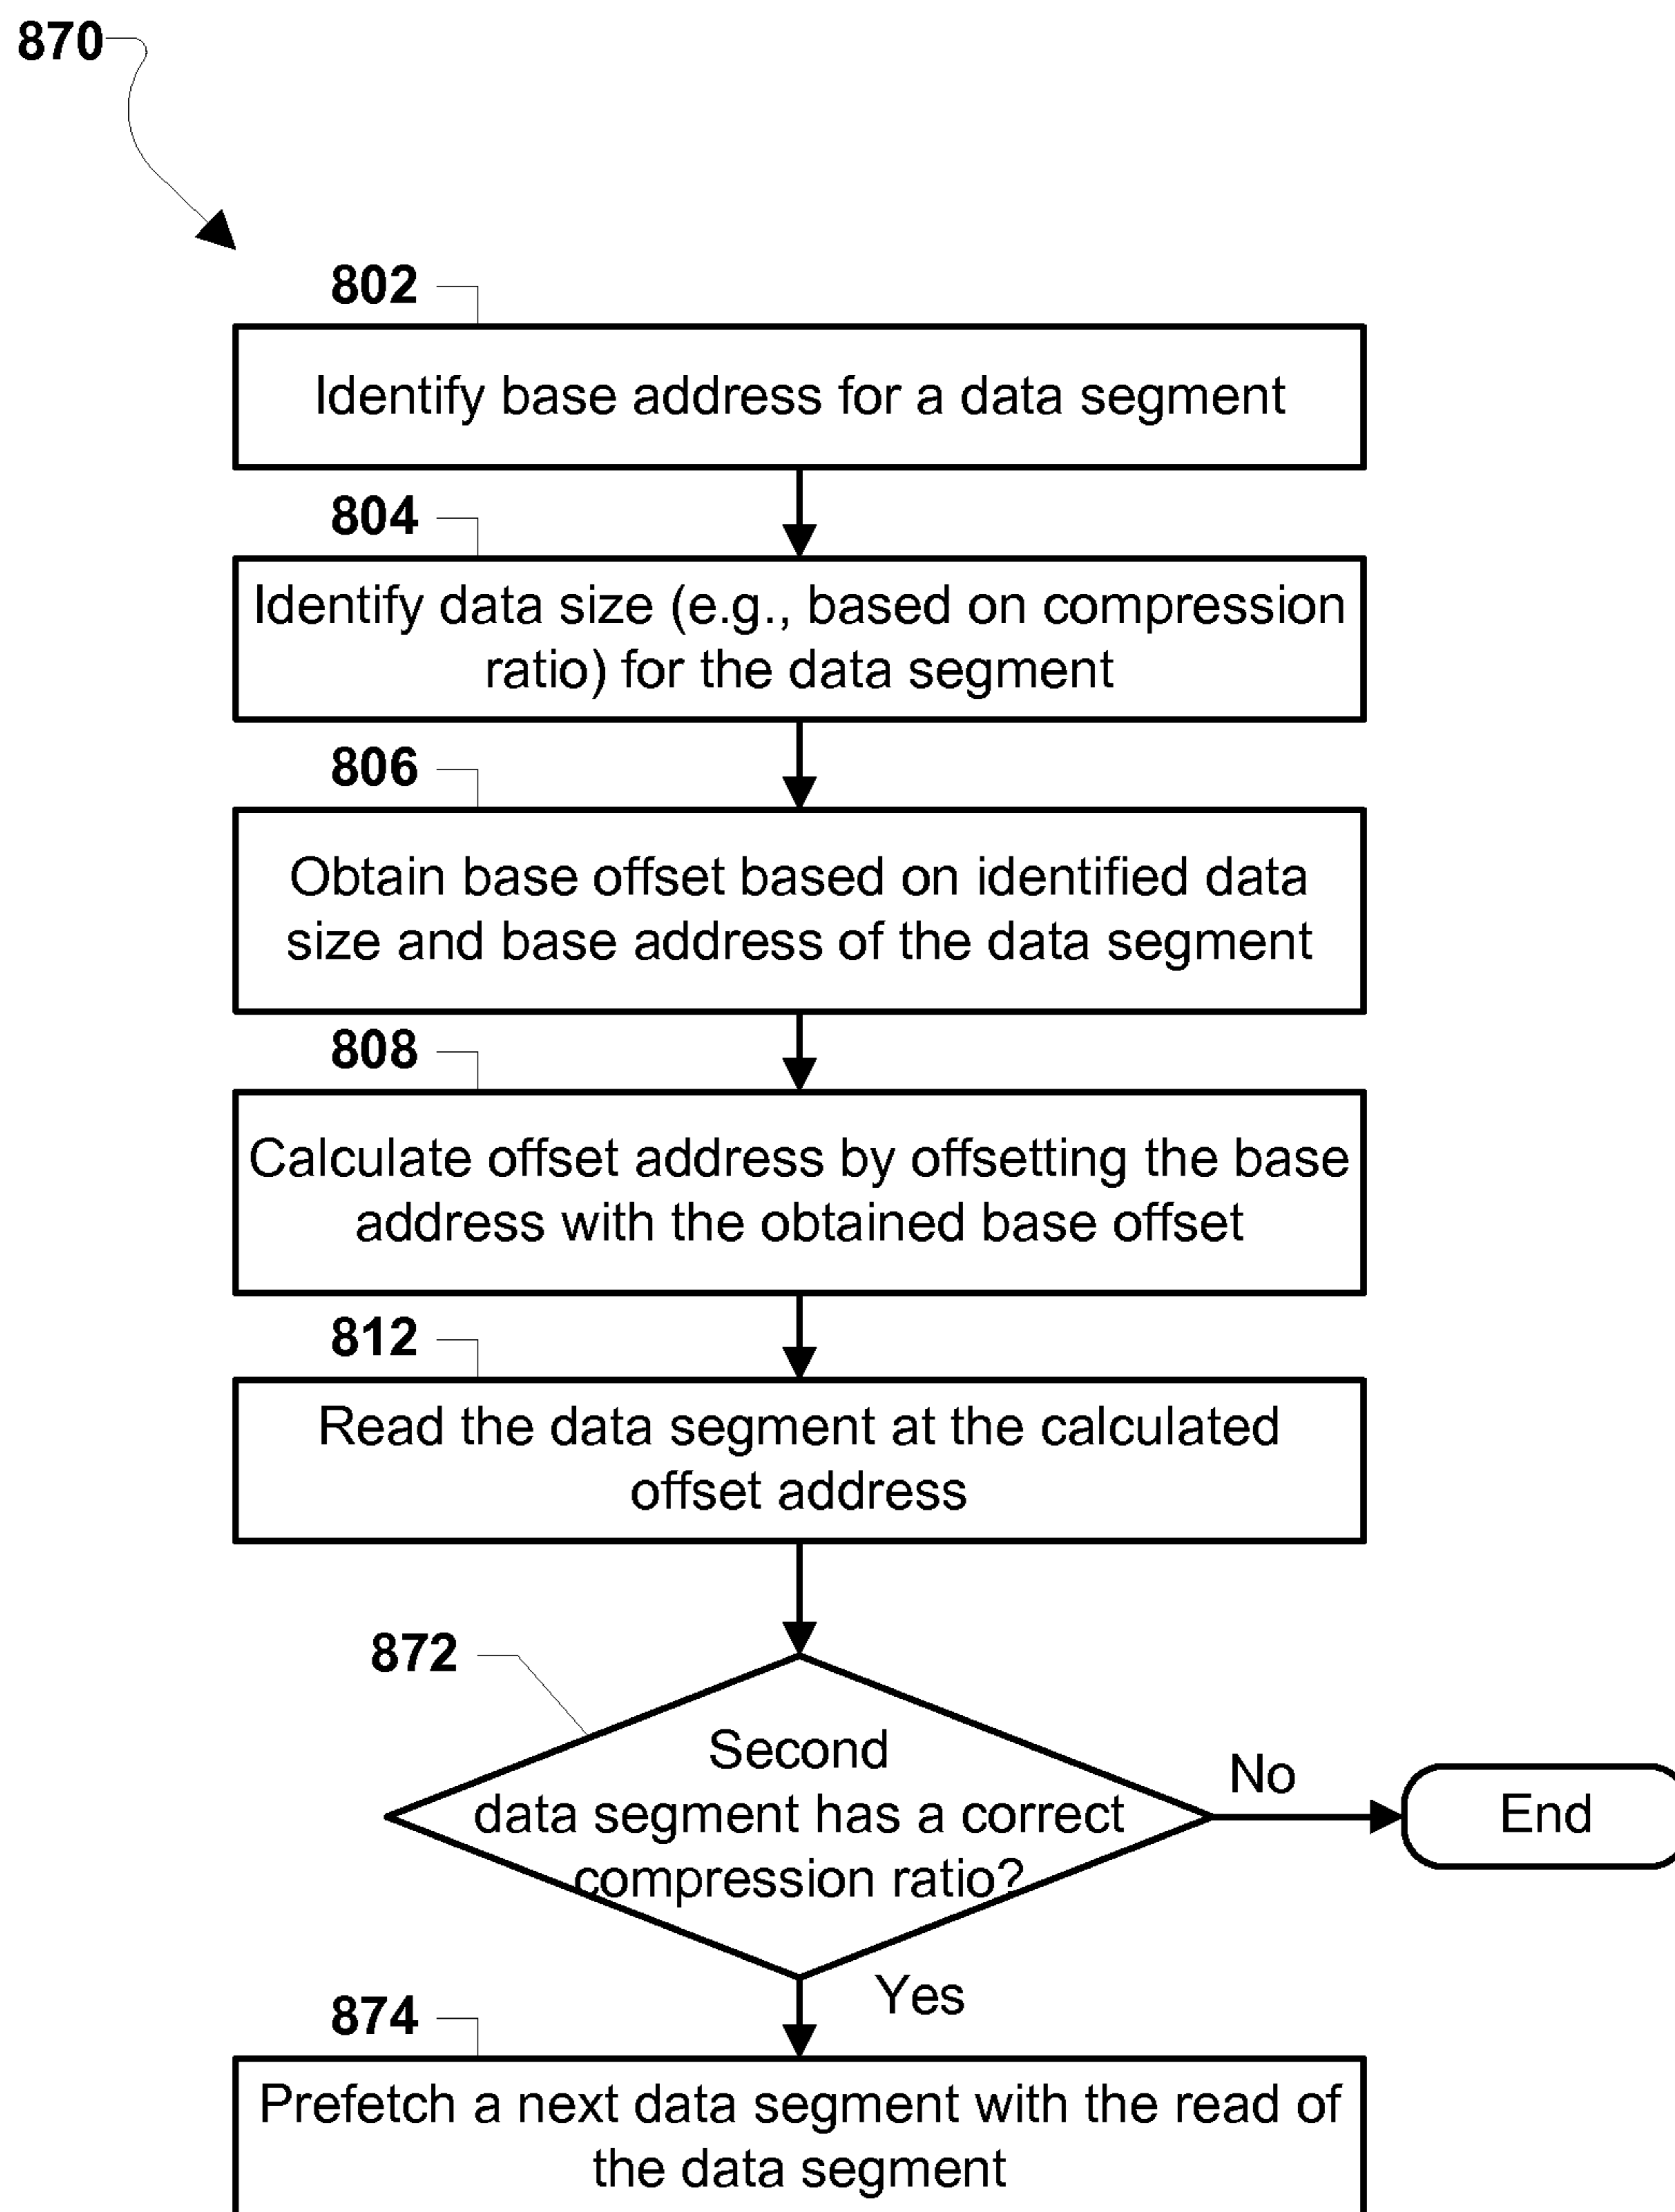 870
802
Identify base address for a data segment
804
Identify data size (e.g., based on compression
ratio) for the data segment
806
Obtain base offset based on identified data
size and base address of the data segment
808
Calculate offset address by offsetting the base
address with the obtained base offset
812
Read the data segment at the calculated
offset address
872
Second
data segment has a correct
compression ratio?
No
End
Yes
874
Prefetch a next data segment with the read of
the data segment